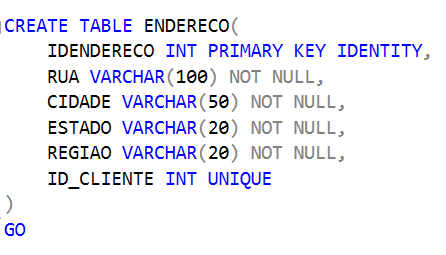 CREATE TABLE ENDERECO(
    IDENDERECO INT PRIMARY KEY IDENTITY,
    RUA VARCHAR(100) NOT NULL,
    CIDADE VARCHAR(50) NOT NULL,
    ESTADO VARCHAR(20) NOT NULL,
    REGIAO VARCHAR(20) NOT NULL,
    ID_CLIENTE INT UNIQUE
)
GO